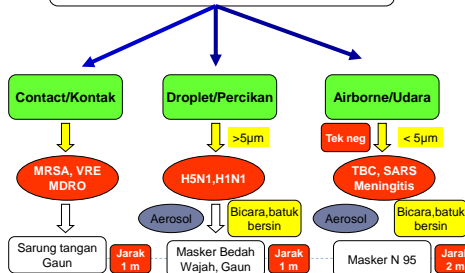 Contact/Kontak
Droplet/Percikan
Airborne/Udara
>5µm
Tek neg
< 5µm
MRSA, VRE
MDRO
H5N1,H1N1
TBC, SARS
Meningitis
Aerosol
Bicara,batuk
bersin
Aerosol
Bicara,batuk
bersin
Sarung tangan
Gaun
Jarak
1 m
Masker Bedah
Wajah, Gaun
Jarak
1 m
Masker N 95
Jarak
2 m